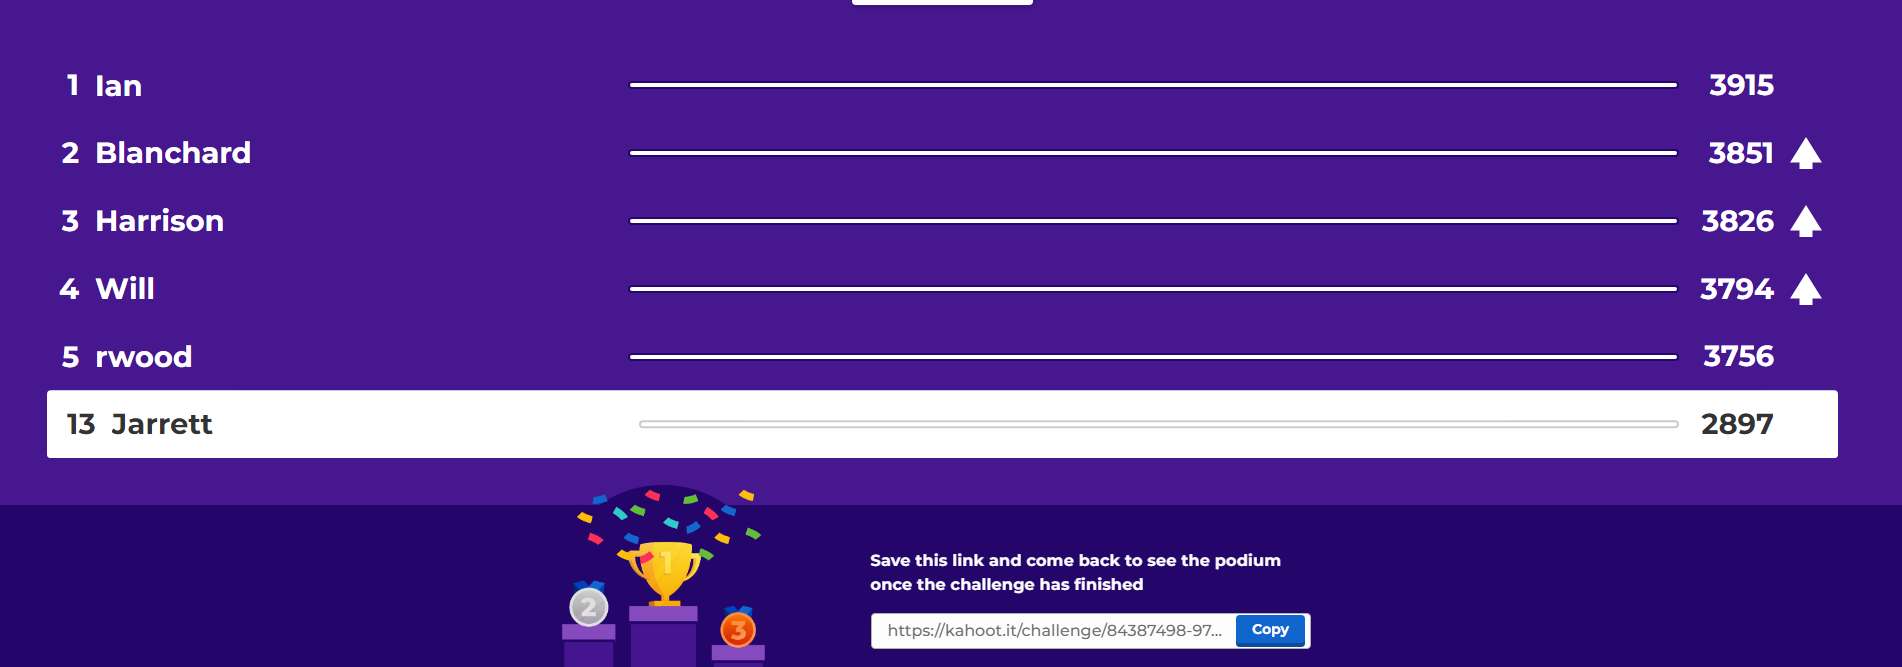 1 Ian 3915
2 Blanchard 3851
3 Harrison 3826
4 Will 3794
5 rwood 3756
13 Jarrett 2897
1
2
3
Save this link and come back to see the podium
once the challenge has finished
https://kahoot.it/challenge/84387498-97... Copy